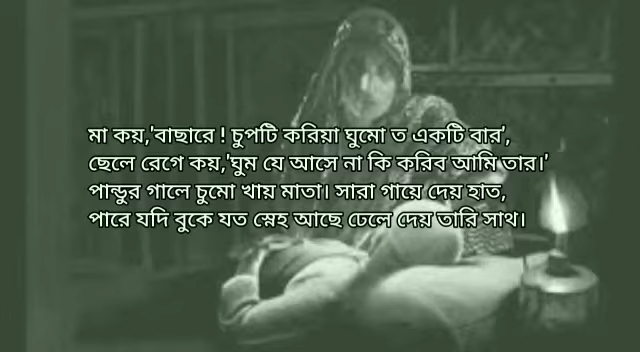 মা কয়,'বাছারে ! চুপটি করিয়া ঘুমো ত একটি বার',
ছেলে রেগে কয়,'ঘুম যে আসে না কি করিব আমি তার।'
পান্ডুর গালে চুমো খায় মাতা। সারা গায়ে দেয় হাত,
পারে যদি বুকে যত স্নেহ আছে ঢেলে দেয় তারি সাথ।